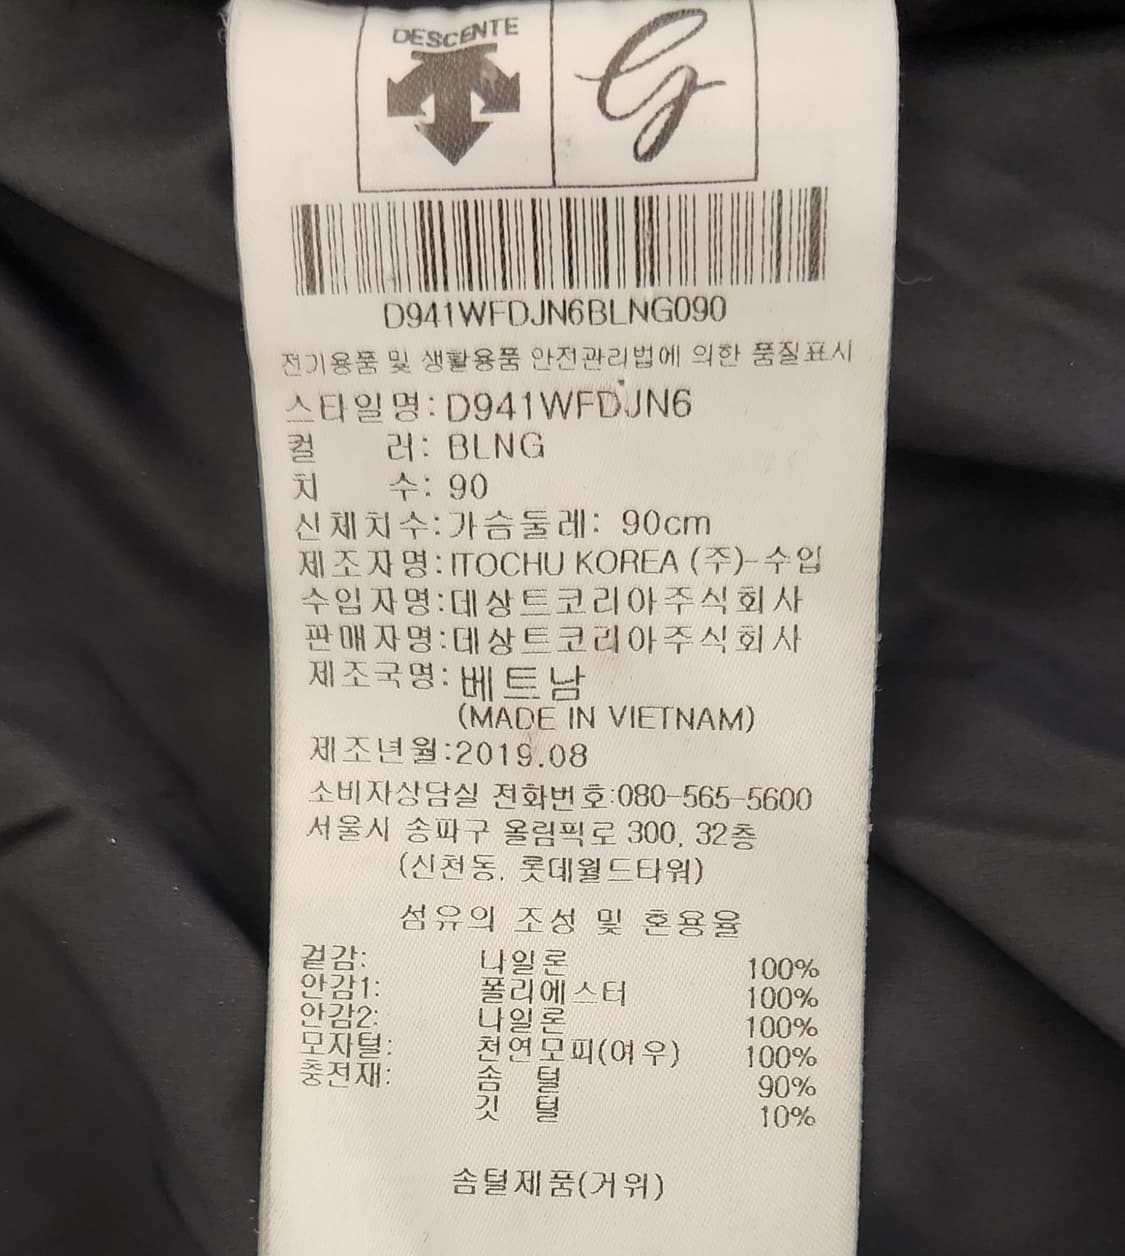 DESCENTE
G
D941WFDJN6BLNG090
전기용품 및 생활용품 안전관리법에 의한 품질표시
스타일명: D941WFDJN6
컬 러: BLNG
치 수: 90
신체치수:가슴둘레: 90cm
제조자명:ITOCHU KOREA (주)-수입
수입자명:데상트코리아주식회사
판매자명:데상트코리아주식회사
제조국명:베트남
(MADE IN VIETNAM)
제조년월:2019.08
소비자상담실 전화번호:080-565-5600
서울시 송파구 올림픽로 300, 32층
(신천동, 롯데월드타워)
섬유의 조성 및 혼용율
겉감: 나일론 100%
안감1: 폴리에스터 100%
안감2: 나일론 100%
모자털: 천연모피(여우) 100%
충전재: 솜 털 90%
깃 털 10%
솜털제품(거위)